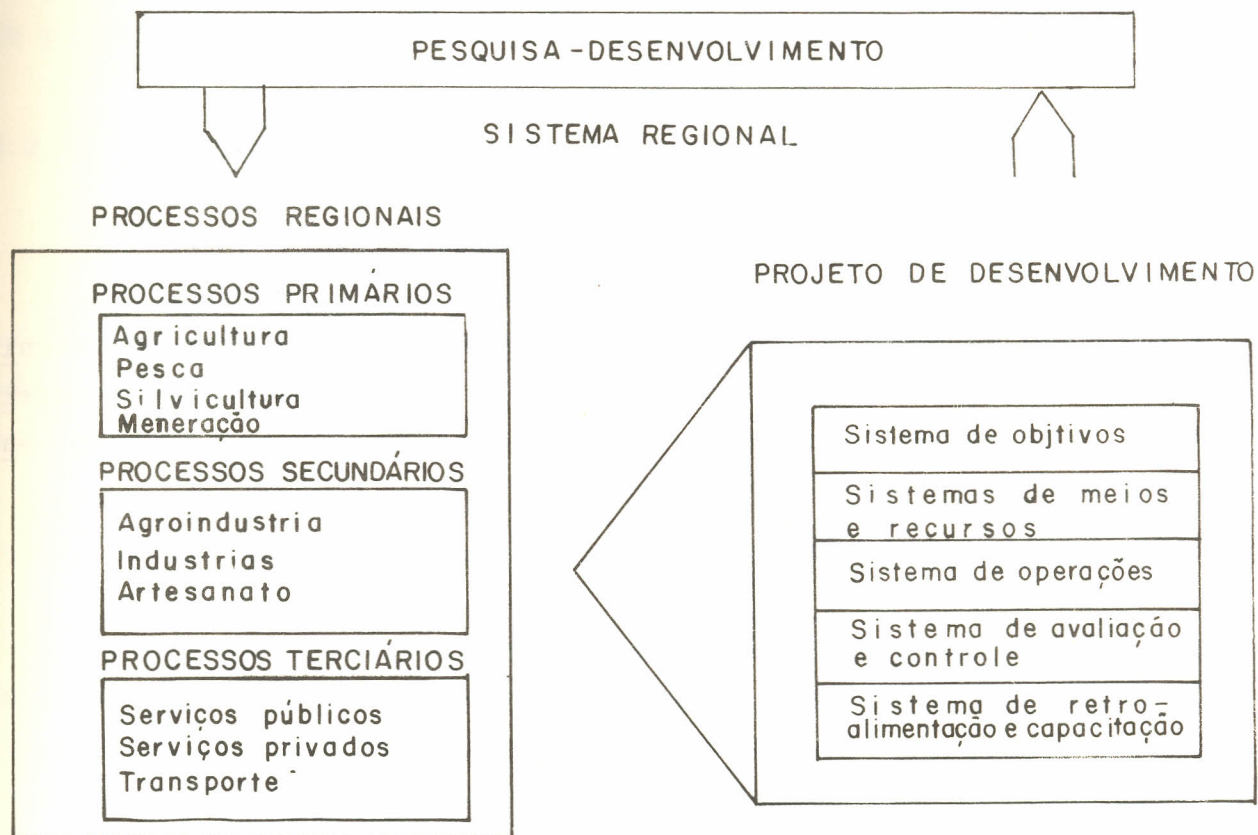 PESQUISA-DESENVOLVIMENTO
SISTEMA REGIONAL
PROCESSOS REGIONAIS
PROCESSOS PRIMÁRIOS
Agricultura
Pesca
Silvicultura
Meneração
PROCESSOS SECUNDÁRIOS
Agroindustria
Industrias
Artesanato
PROCESSOS TERCIÁRIOS
Serviços públicos
Serviços privados
Transporte
PROJETO DE DESENVOLVIMENTO
Sistema de objtivos
Sistemas de meios
e recursos
Sistema de operações
Sistema de avaliação
e controle
Sistema de retro-
alimentação e capacitação